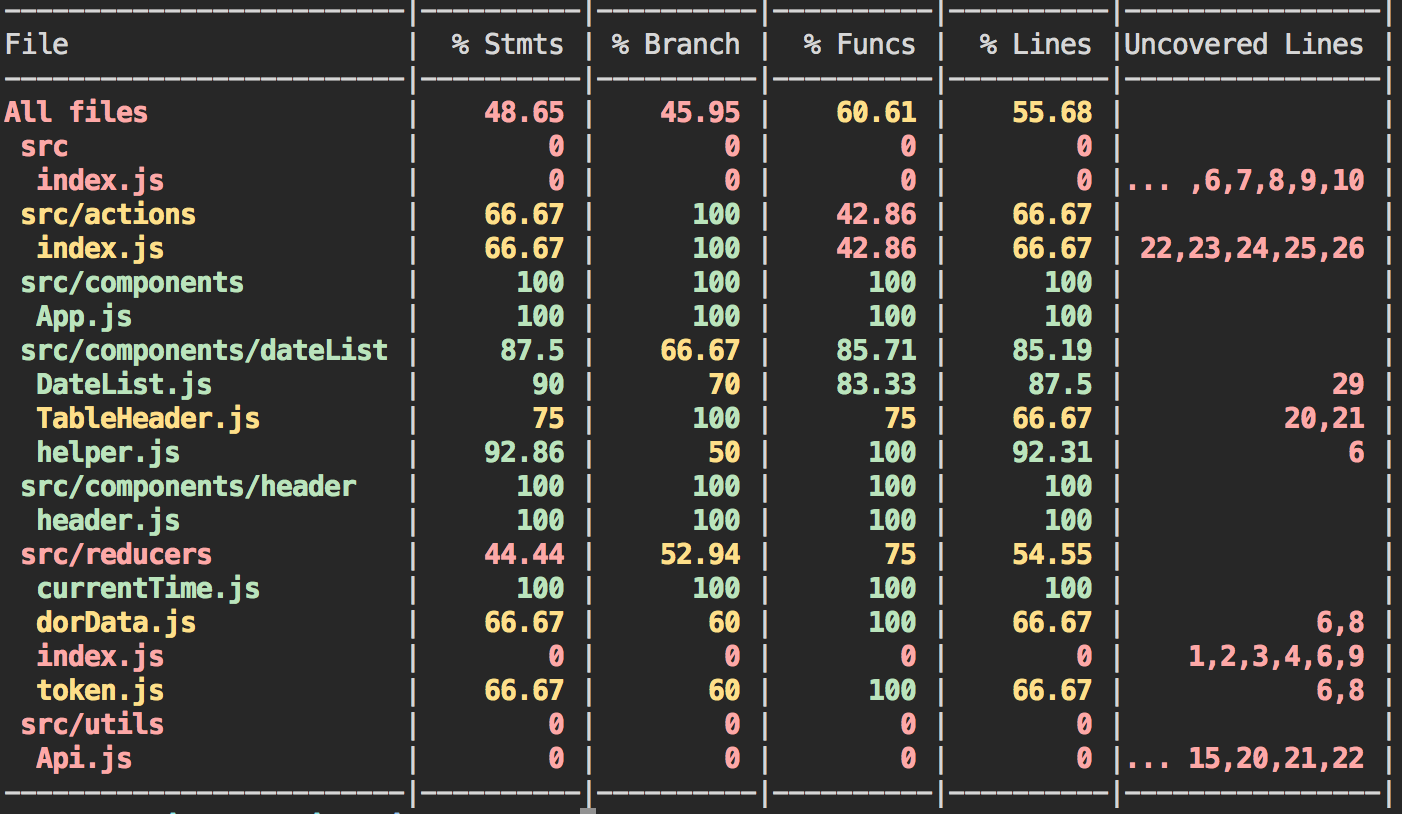 File | % Stmts | % Branch | % Funcs | % Lines |Uncovered Lines |
All files | 48.65 | 45.95 | 60.61 | 55.68 | |
src | 0 | 0 | 0 | 0 | |
index.js | 0 | 0 | 0 | 0 |... ,6,7,8,9,10 |
src/actions | 66.67 | 100 | 42.86 | 66.67 | |
index.js | 66.67 | 100 | 42.86 | 66.67 | 22,23,24,25,26 |
src/components | 100 | 100 | 100 | 100 | |
App.js | 100 | 100 | 100 | 100 | |
src/components/dateList | 87.5 | 66.67 | 85.71 | 85.19 | |
DateList.js | 90 | 70 | 83.33 | 87.5 | 29 |
TableHeader.js | 75 | 100 | 75 | 66.67 | 20,21 |
helper.js | 92.86 | 50 | 100 | 92.31 | 6 |
src/components/header | 100 | 100 | 100 | 100 | |
header.js | 100 | 100 | 100 | 100 | |
src/reducers | 44.44 | 52.94 | 75 | 54.55 | |
currentTime.js | 100 | 100 | 100 | 100 | |
dorData.js | 66.67 | 60 | 100 | 66.67 | 6,8 |
index.js | 0 | 0 | 0 | 0 | 1,2,3,4,6,9 |
token.js | 66.67 | 60 | 100 | 66.67 | 6,8 |
src/utils | 0 | 0 | 0 | 0 | |
Api.js | 0 | 0 | 0 | 0 |... 15,20,21,22 |